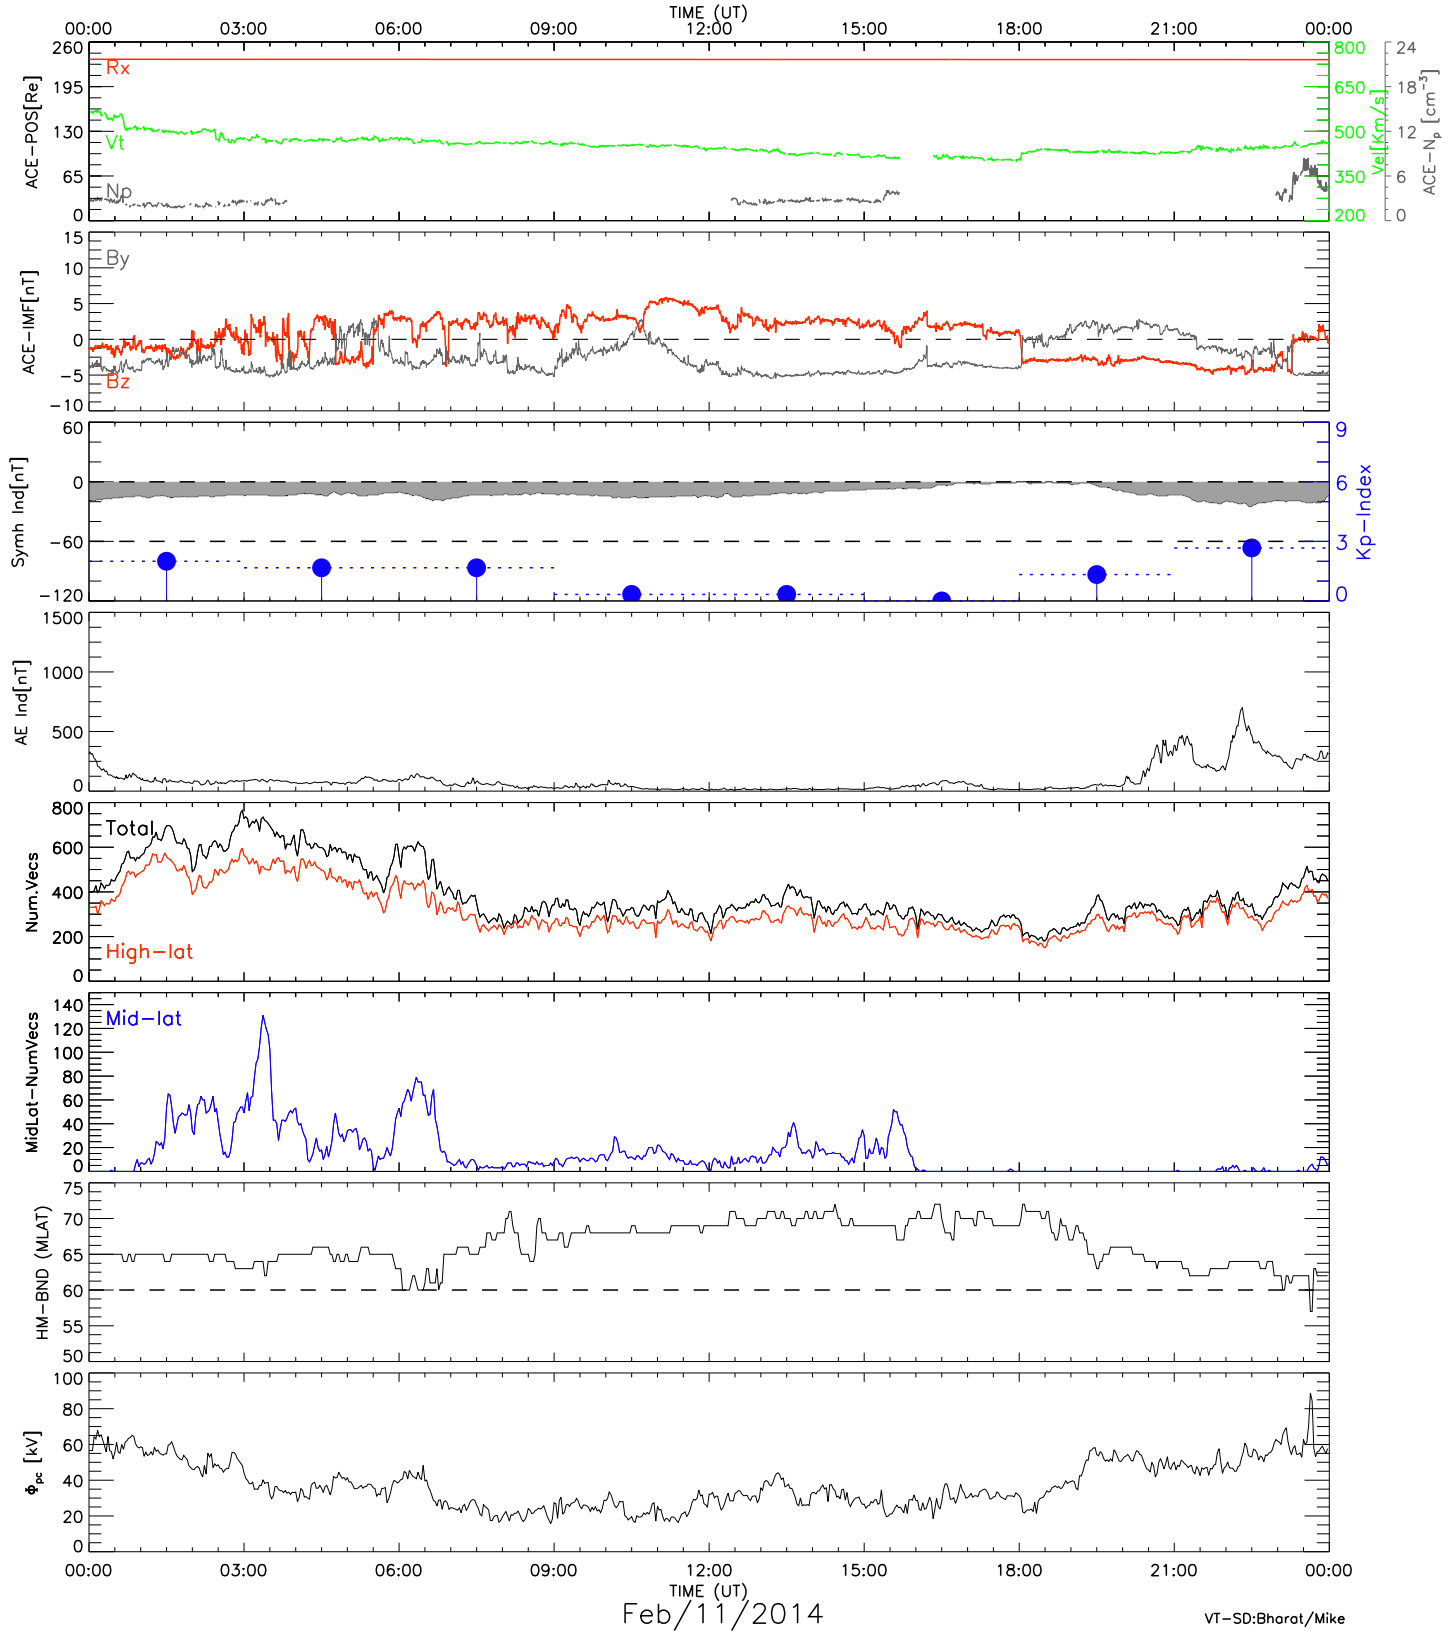 TIME (UT)
00:00 03:00 06:00 09:00 12:00 15:00 18:00 21:00 00:00
260 195 130 65 0
ACE-POS[Re]
Rx
Vt
Np
800 650 500 350 200
Vel[Km/s]
24 18 12 6 0
ACE-Np [cm-3]
15 10 5 0 -5 -10
ACE-IMF[nT]
By
Bz
60 0 -60 -120
Symh Ind[nT]
9 6 3 0
Kp-Index
1500 1000 500 0
AE Ind[nT]
800 600 400 200 0
Num.Vecs
Total
High-lat
140 120 100 80 60 40 20 0
MidLat-NumVecs
Mid-lat
75 70 65 60 55 50
HM-BND (MLAT)
100 80 60 40 20 0
Φpc [kV]
00:00 03:00 06:00 09:00 12:00 15:00 18:00 21:00 00:00
TIME (UT)
Feb/11/2014
VT-SD:Bharat/Mike